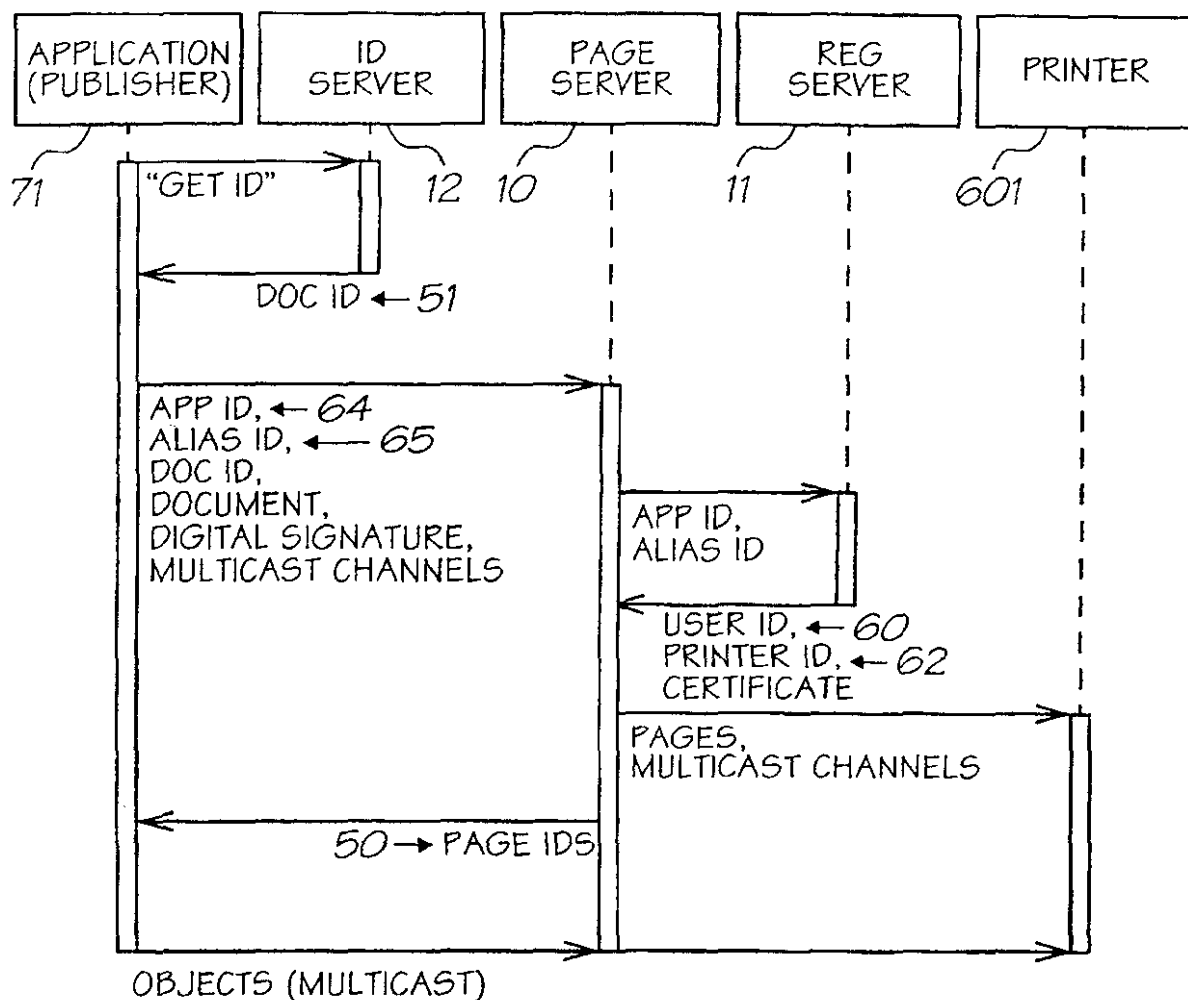 APPLICATION
(PUBLISHER)
ID
SERVER
PAGE
SERVER
REG
SERVER
PRINTER
71
12
10
11
601
"GET ID"
DOC ID ← 51
APP ID, ← 64
ALIAS ID, ← 65
DOC ID,
DOCUMENT,
DIGITAL SIGNATURE,
MULTICAST CHANNELS
APP ID,
ALIAS ID
USER ID, ← 60
PRINTER ID, ← 62
CERTIFICATE
PAGES,
MULTICAST CHANNELS
50 → PAGE IDS
OBJECTS (MULTICAST)